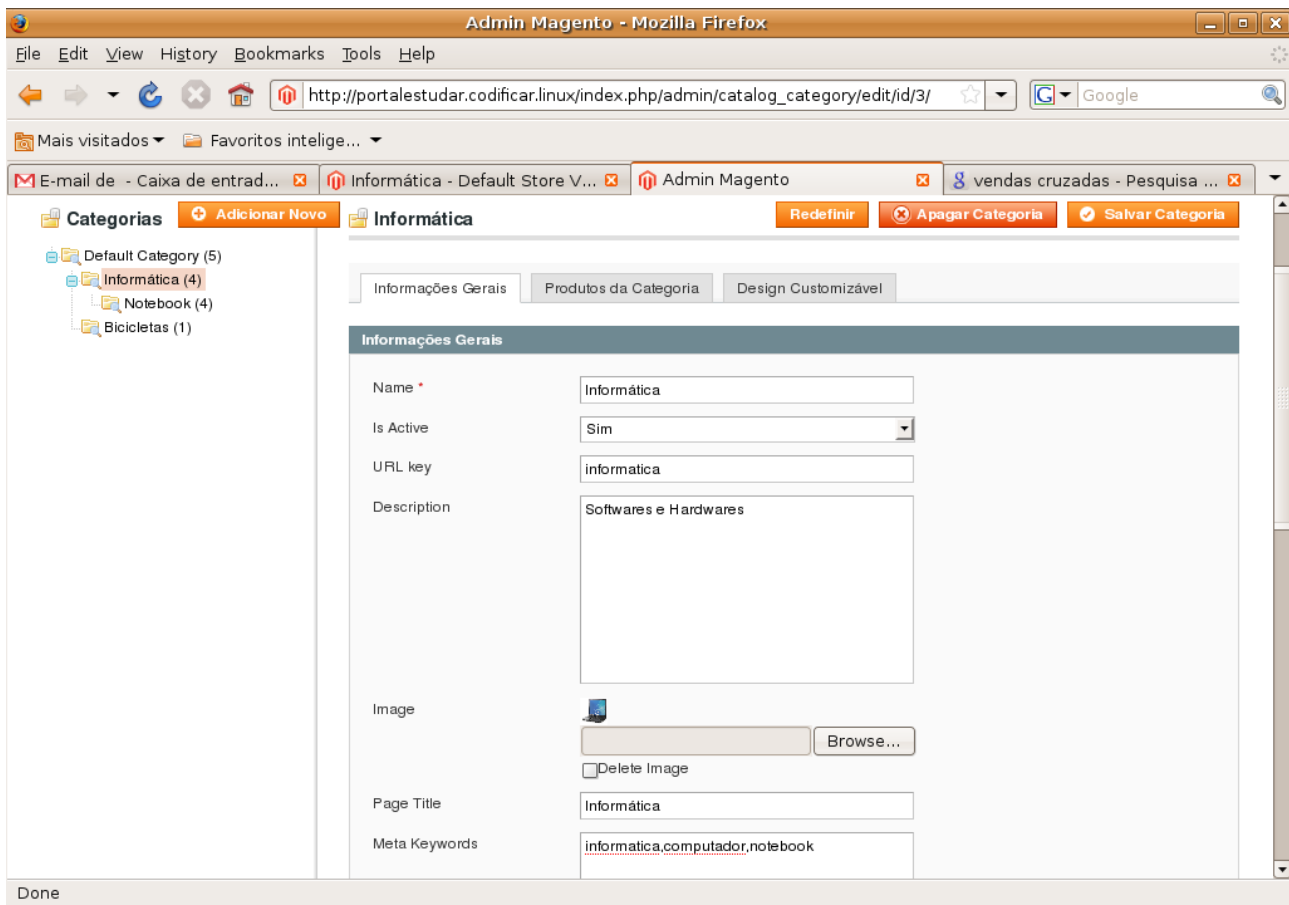 Admin Magento - Mozilla Firefox
File Edit View History Bookmarks Tools Help
http://portalestudar.codificar.linux/index.php/admin/catalog_category/edit/id/3/ Google
Mais visitados Favoritos intelige...
E-mail de - Caixa de entrad... Informática - Default Store V... Admin Magento vendas cruzadas - Pesquisa ...
Categorias Adicionar Novo Informática Redefinir Apagar Categoria Salvar Categoria
Default Category (5)
Informática (4)
Notebook (4)
Bicicletas (1)
Informações Gerais Produtos da Categoria Design Customizável
Informações Gerais
Name * Informática
Is Active Sim
URL key informatica
Description Softwares e Hardwares
Image
Browse...
Delete Image
Page Title Informática
Meta Keywords informatica,computador,notebook
Done